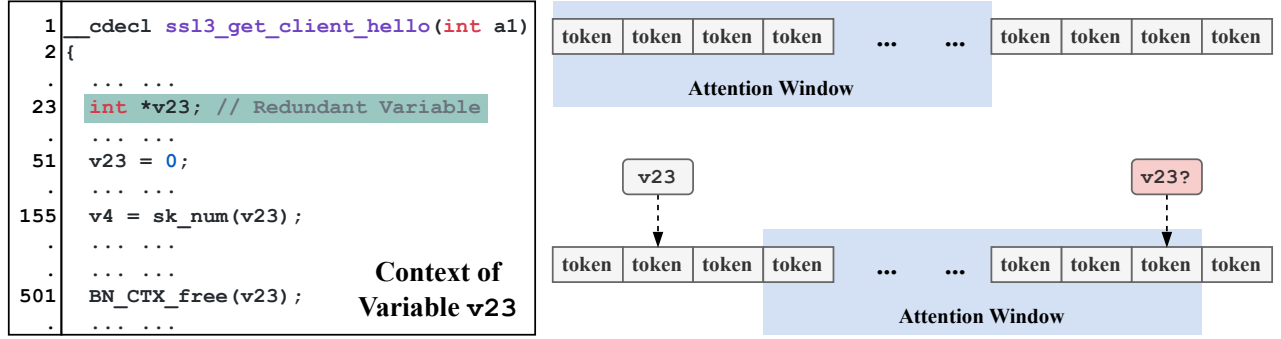 1 __cdecl ssl3_get_client_hello(int a1)
2 {
. ... ...
23 int *v23; // Redundant Variable
. ... ...
51 v23 = 0;
. ... ...
155 v4 = sk_num(v23);
. ... ...
. ... ...
501 BN_CTX_free(v23);
. ... ...
Context of
Variable v23
token token token token ... ... token token token token
Attention Window
v23 v23?
token token token token ... ... token token token token
Attention Window